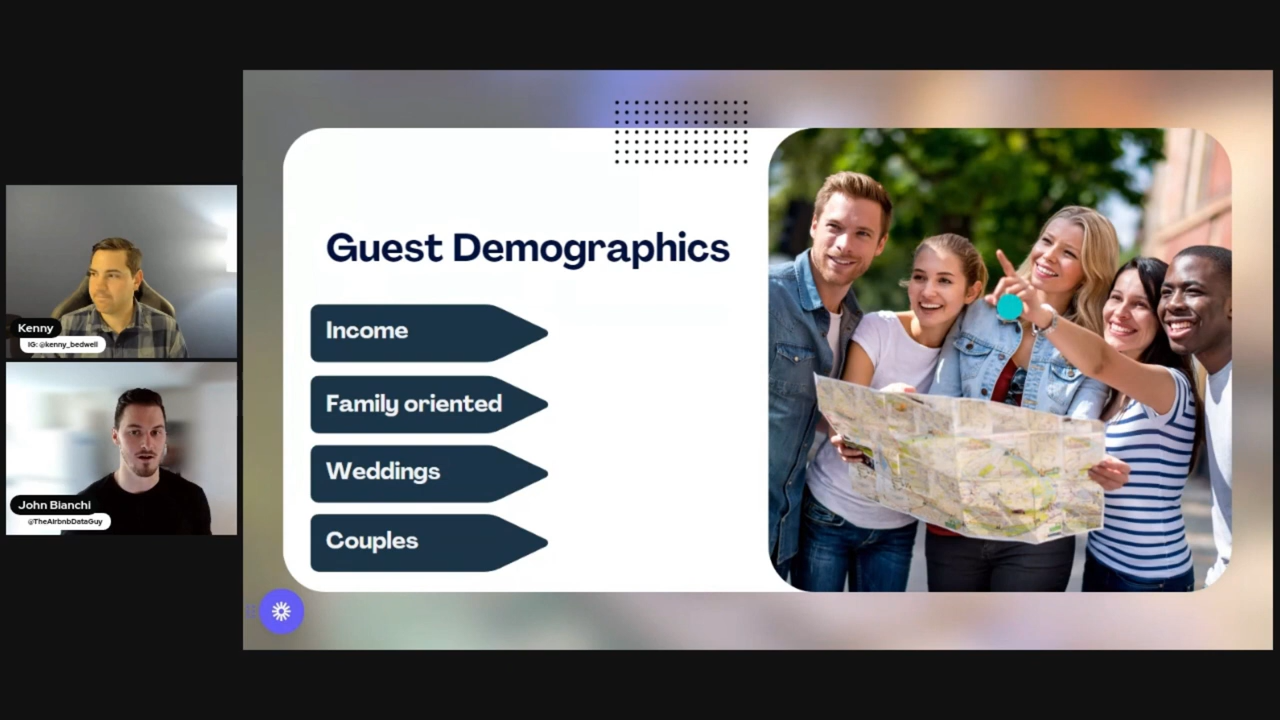 Kenny
IG: @kenny_bedwell
John Bianchi
@TheAirbnbDataGuy
Guest Demographics
Income
Family oriented
Weddings
Couples